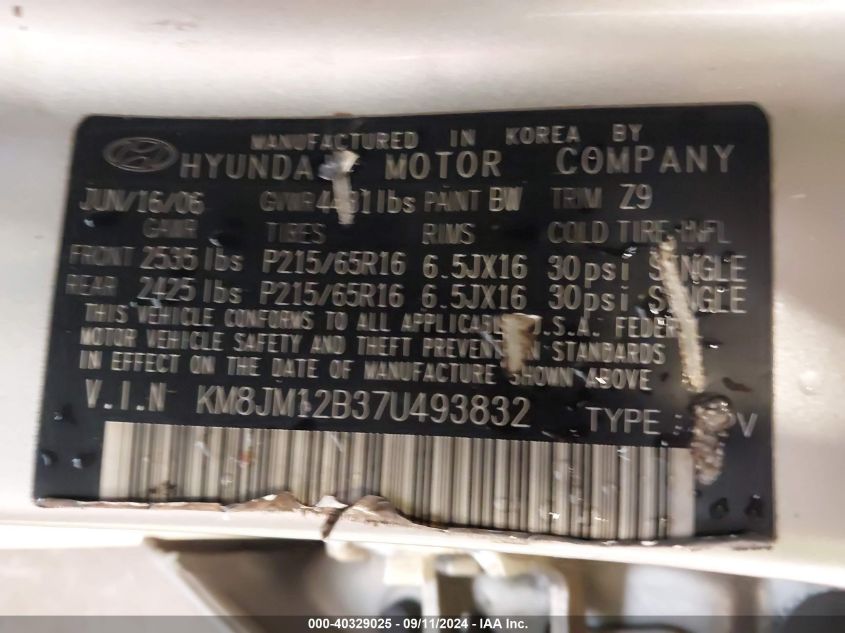 MANUFACTURED IN KOREA BY
HYUNDAI MOTOR COMPANY
JUN/16/06 GVWR lbs PAINT BW TRIM Z9
GAWR TIRES RIMS COLD TIRE INFL
FRONT 2535 lbs P215/65R16 6.5JX16 30psi SINGLE
REAR 2425 lbs P215/65R16 6.5JX16 30psi SINGLE
THIS VEHICLE CONFORMS TO ALL APPLICABLE U.S.A. FEDERAL
MOTOR VEHICLE SAFETY AND THEFT PREVENTION STANDARDS
IN EFFECT ON THE DATE OF MANUFACTURE SHOWN ABOVE.
V.I.N KM8JM12B37U493832 TYPE :
000-40329025 - 09/11/2024 - IAA Inc.